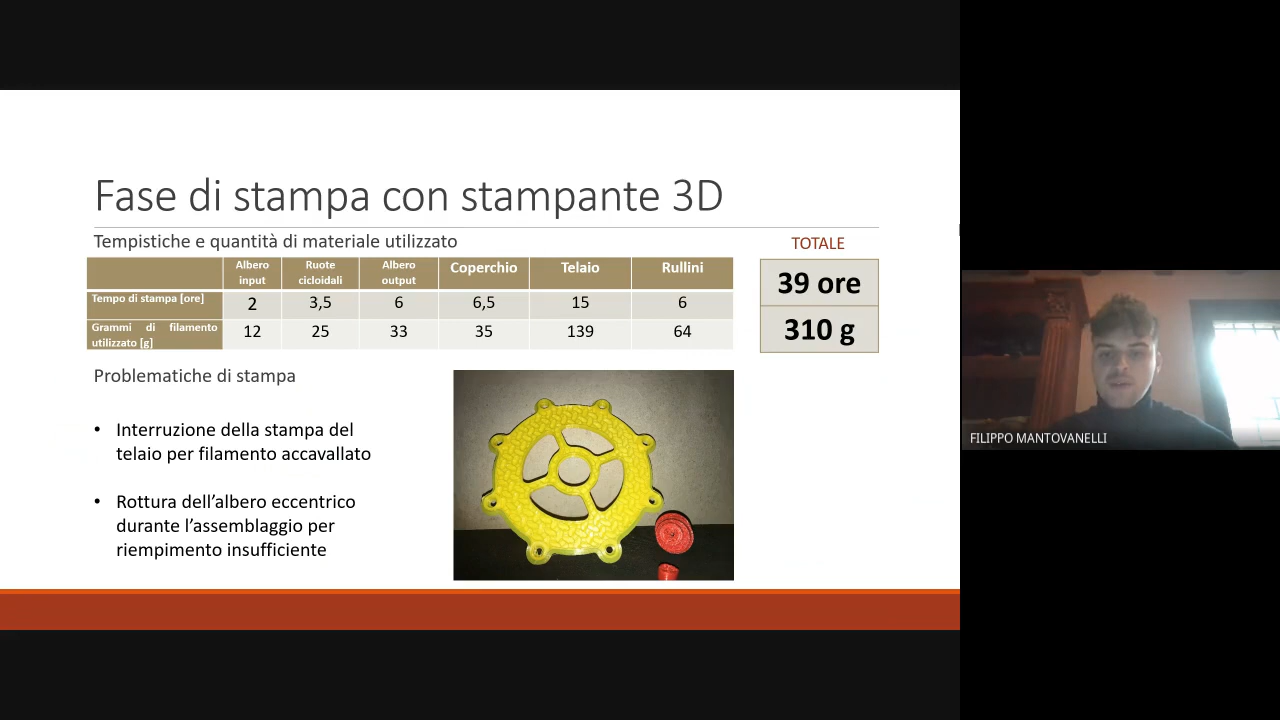 Fase di stampa con stampante 3D
Tempistiche e quantità di materiale utilizzato
TOTALE
Albero input Ruote cicloidali Albero output Coperchio Telaio Rullini
Tempo di stampa [ore] 2 3,5 6 6,5 15 6
Grammi di filamento utilizzato [g] 12 25 33 35 139 64
39 ore
310 g
Problematiche di stampa
• Interruzione della stampa del
telaio per filamento accavallato
• Rottura dell'albero eccentrico
durante l'assemblaggio per
riempimento insufficiente
FILIPPO MANTOVANELLI